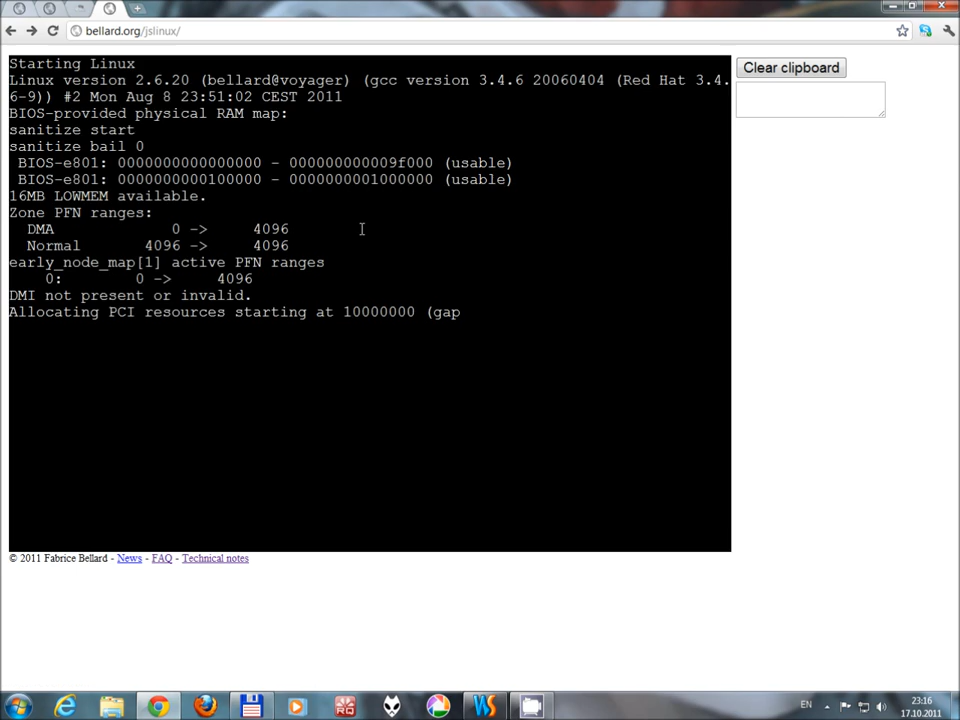 bellard.org/jslinux/
Starting Linux
Linux version 2.6.20 (bellard@voyager) (gcc version 3.4.6 20060404 (Red Hat 3.4.
6-9)) #2 Mon Aug 8 23:51:02 CEST 2011
BIOS-provided physical RAM map:
sanitize start
sanitize bail 0
BIOS-e801: 0000000000000000 - 000000000009f000 (usable)
BIOS-e801: 0000000000100000 - 0000000001000000 (usable)
16MB LOWMEM available.
Zone PFN ranges:
DMA 0 -> 4096
Normal 4096 -> 4096
early_node_map[1] active PFN ranges
0: 0 -> 4096
DMI not present or invalid.
Allocating PCI resources starting at 10000000 (gap
Clear clipboard
© 2011 Fabrice Bellard - News - FAQ - Technical notes
RQ
WS
EN
23:16
17.10.2011